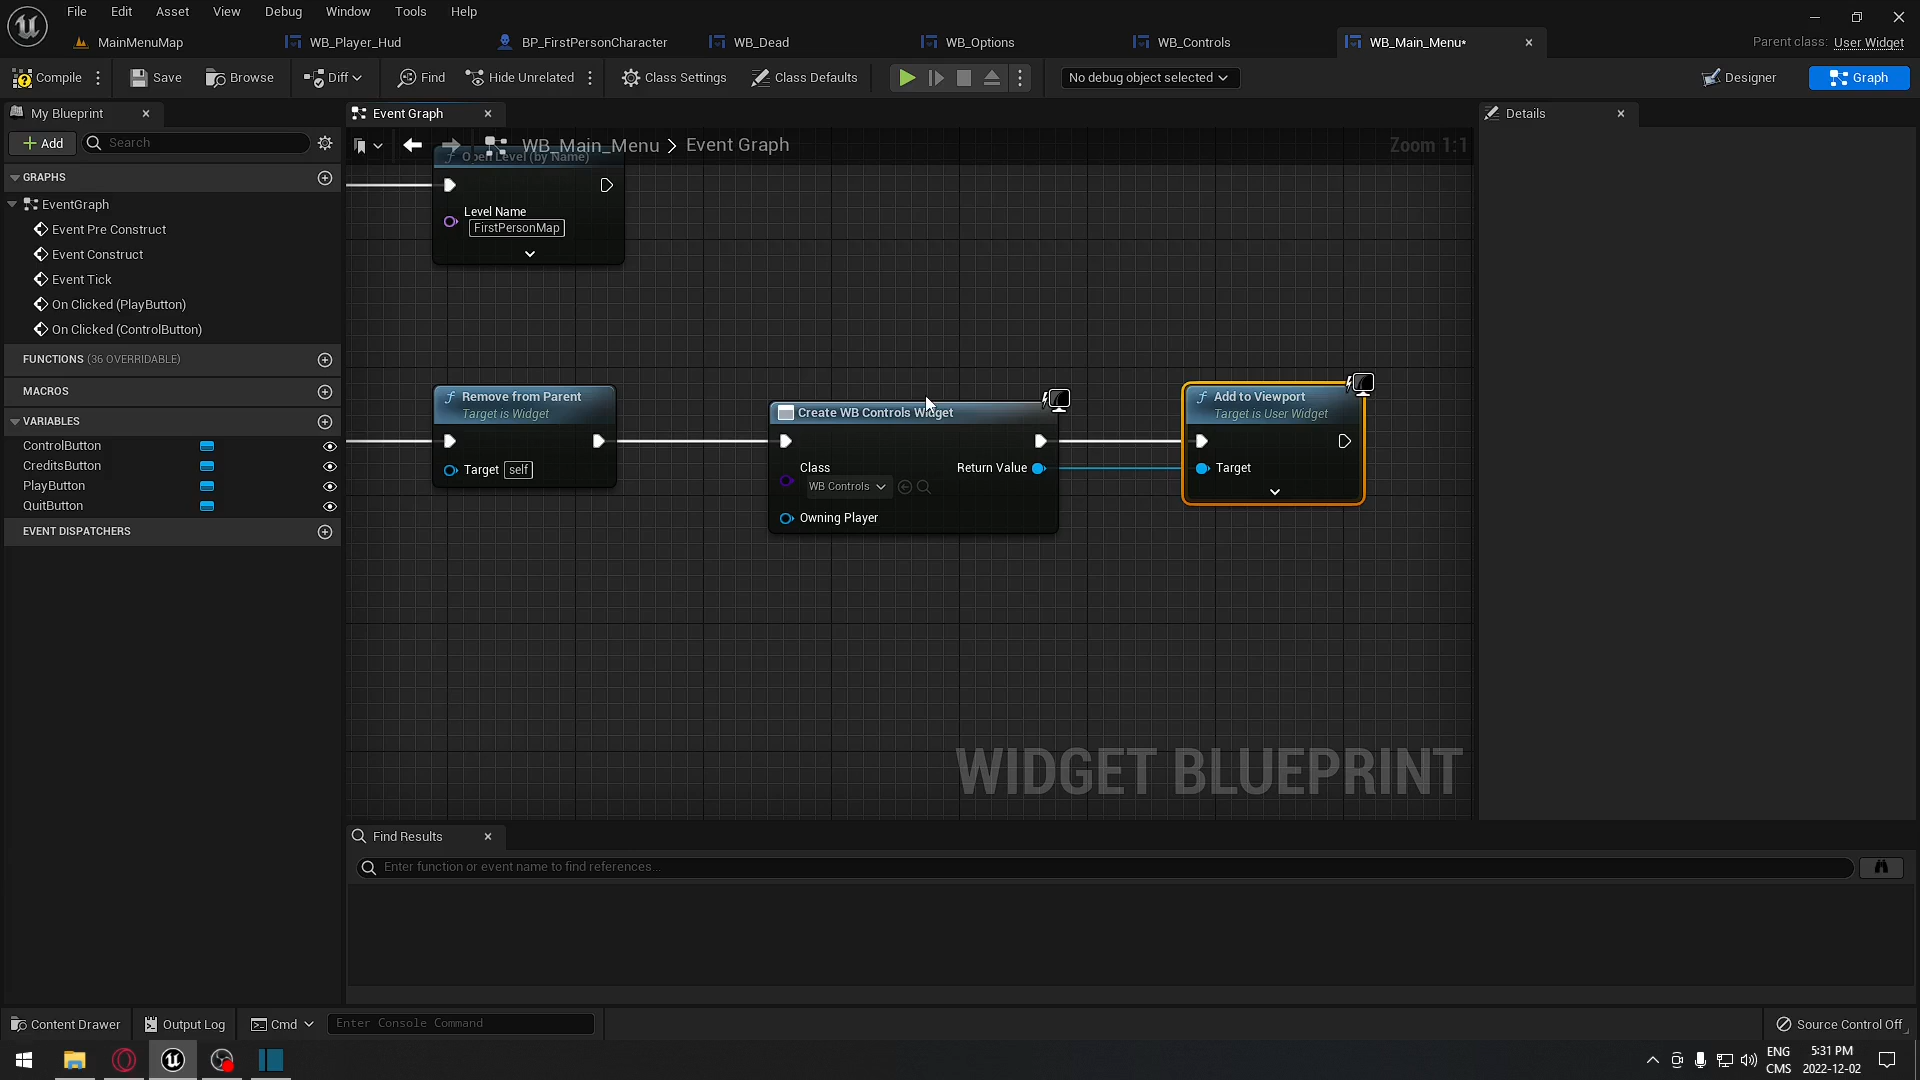 File Edit Asset View Debug Window Tools Help
MainMenuMap WB_Player_Hud BP_FirstPersonCharacter WB_Dead WB_Options WB_Controls WB_Main_Menu* Parent class: User Widget
Compile Save Browse Diff Find Hide Unrelated Class Settings Class Defaults No debug object selected Designer Graph
My Blueprint
Add Search
GRAPHS
EventGraph
Event Pre Construct
Event Construct
Event Tick
On Clicked (PlayButton)
On Clicked (ControlButton)
FUNCTIONS (36 OVERRIDABLE)
MACROS
VARIABLES
ControlButton
CreditsButton
PlayButton
QuitButton
EVENT DISPATCHERS
Event Graph
WB_Main_Menu > Event Graph
Zoom 1:1
Open Level (by Name)
Level Name
FirstPersonMap
Remove from Parent
Target is Widget
Target self
Create WB Controls Widget
Class
WB Controls
Return Value
Owning Player
Add to Viewport
Target is User Widget
Target
WIDGET BLUEPRINT
Details
Find Results
Enter function or event name to find references...
Content Drawer Output Log Cmd Enter Console Command Source Control Off
ENG
CMS
5:31 PM
2022-12-02